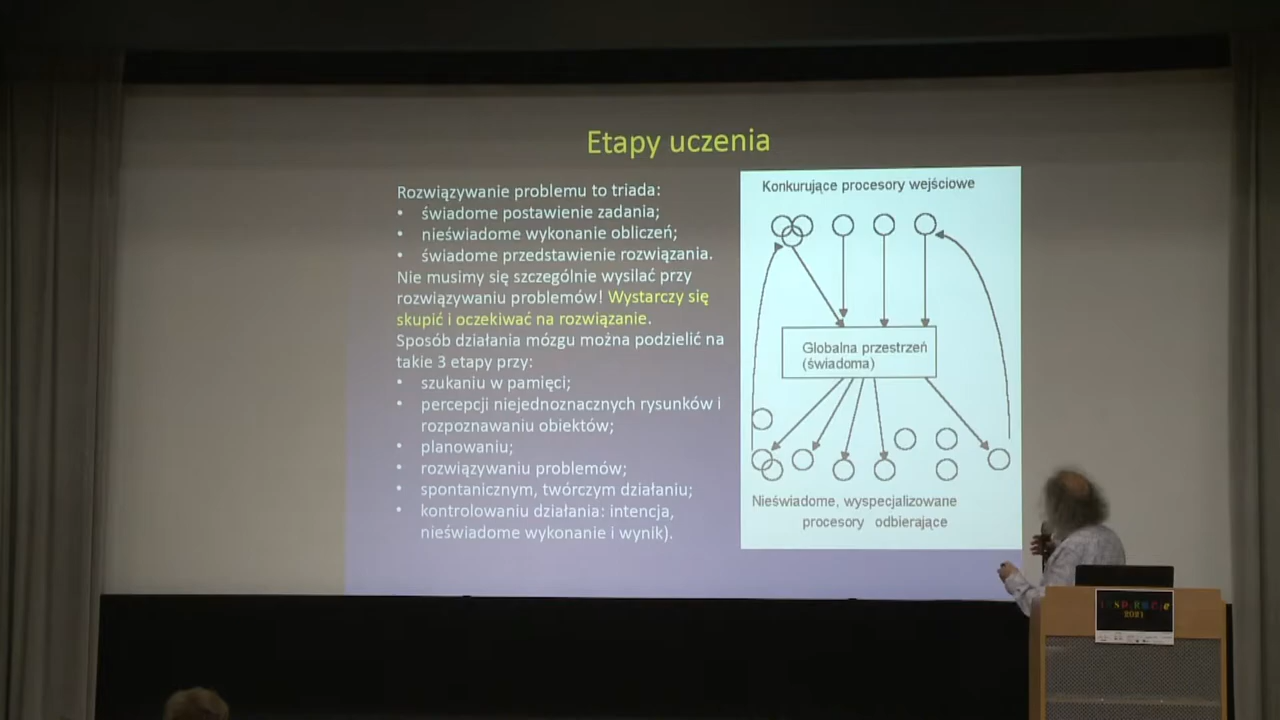 Etapy uczenia
Rozwiązywanie problemu to triada:
• świadome postawienie zadania;
• nieświadome wykonanie obliczeń;
• świadome przedstawienie rozwiązania.
Nie musimy się szczególnie wysilać przy
rozwiązywaniu problemów! Wystarczy się
skupić i oczekiwać na rozwiązanie.
Sposób działania mózgu można podzielić na
takie 3 etapy przy:
• szukaniu w pamięci;
• percepcji niejednoznacznych rysunków i
rozpoznawaniu obiektów;
• planowaniu;
• rozwiązywaniu problemów;
• spontanicznym, twórczym działaniu;
• kontrolowaniu działania: intencja,
nieświadome wykonanie i wynik).
Konkurujące procesory wejściowe
Globalna przestrzeń
(świadoma)
Nieświadome, wyspecjalizowane
procesory odbierające
2021